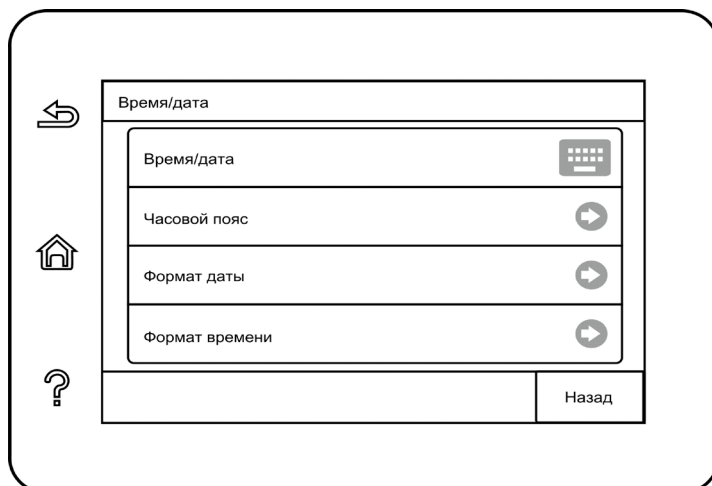 Время/дата
Время/дата
Часовой пояс
Формат даты
Формат времени
Назад